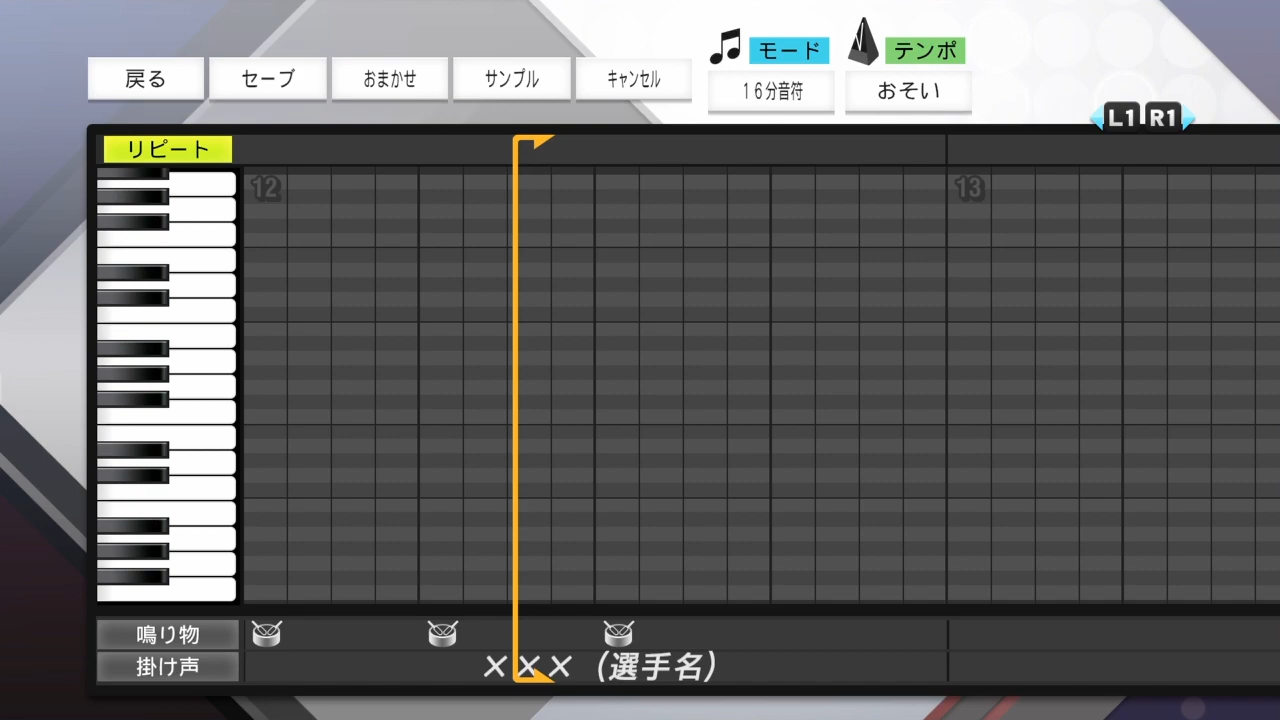 モード
テンポ
戻る
セーブ
おまかせ
サンプル
キャンセル
16分音符
おそい
L1 R1
リピート
12
13
鳴り物
掛け声
××× (選手名)